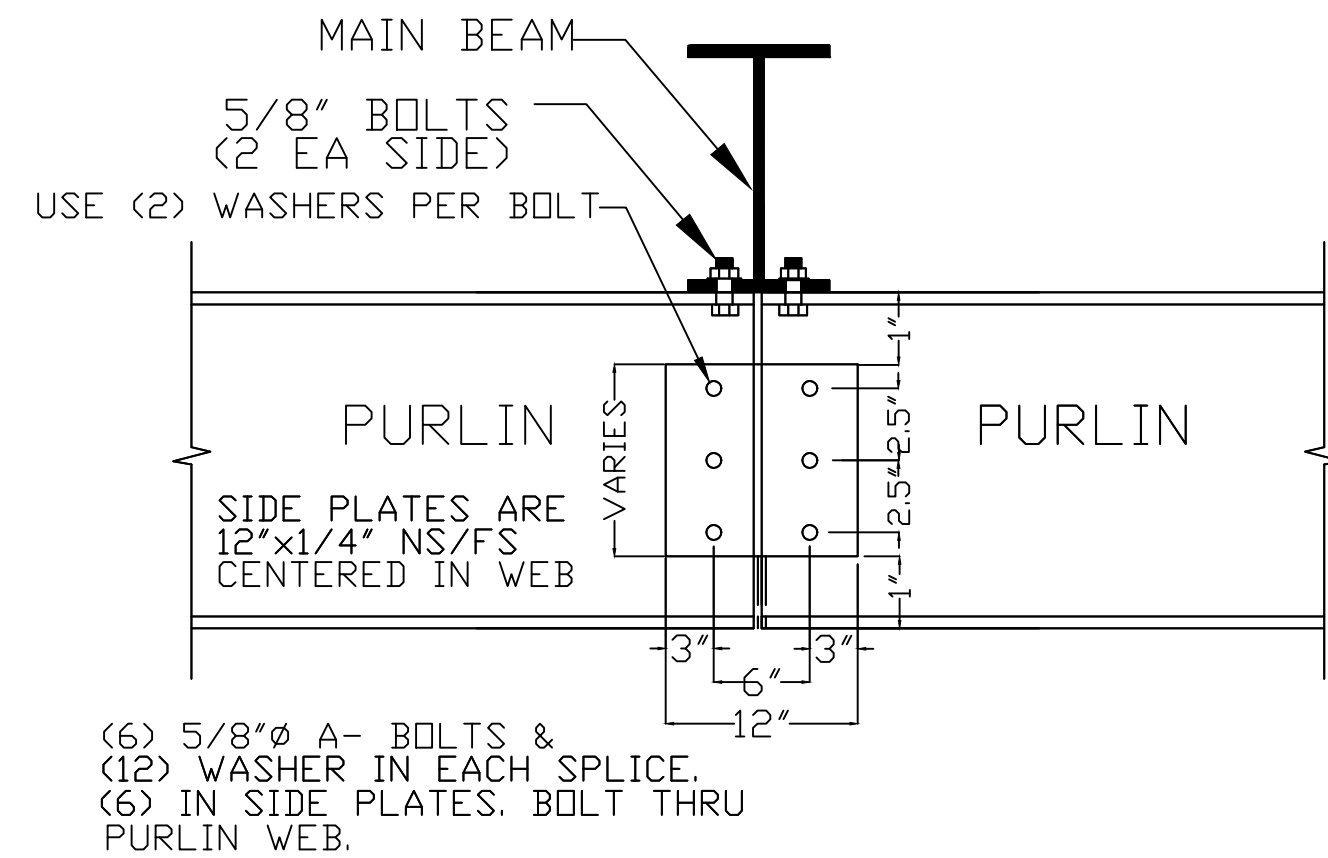 MAIN BEAM
5/8" BOLTS
(2 EA SIDE)
USE (2) WASHERS PER BOLT
1"
PURLIN
VARIES
2.5"
PURLIN
2.5"
SIDE PLATES ARE
12"x1/4" NS/FS
CENTERED IN WEB
1"
3"
3"
6"
12"
(6) 5/8"Ø A- BOLTS &
(12) WASHER IN EACH SPLICE.
(6) IN SIDE PLATES. BOLT THRU
PURLIN WEB.